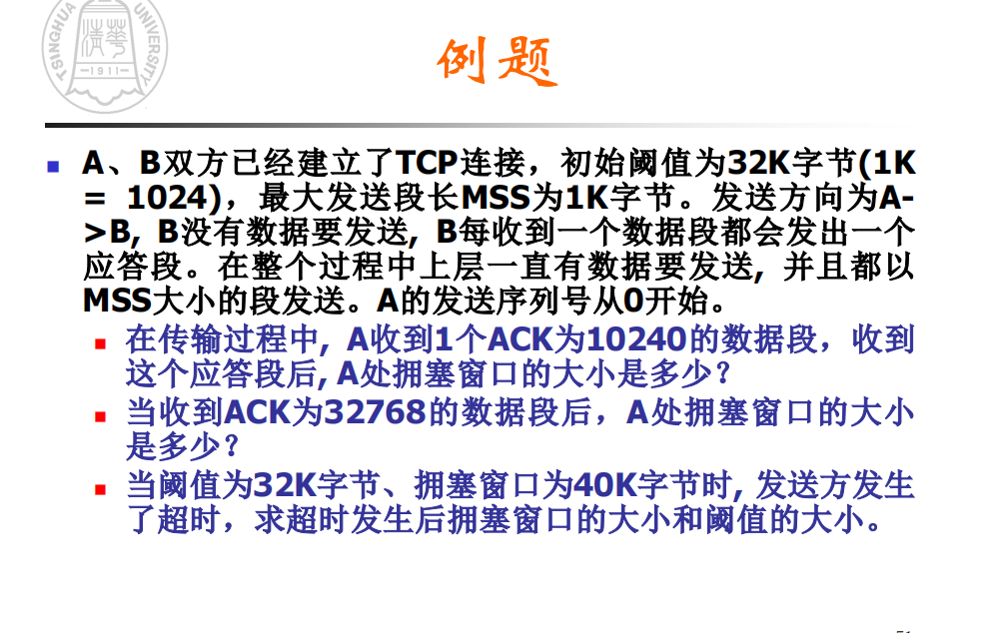 TSINGHUA UNIVERSITY
-1911-
例题
A、B双方已经建立了TCP连接，初始阈值为32K字节(1K
= 1024)，最大发送段长MSS为1K字节。发送方向为A-
>B, B没有数据要发送, B每收到一个数据段都会发出一个
应答段。在整个过程中上层一直有数据要发送, 并且都以
MSS大小的段发送。A的发送序列号从0开始。
在传输过程中, A收到1个ACK为10240的数据段，收到
这个应答段后, A处拥塞窗口的大小是多少？
当收到ACK为32768的数据段后，A处拥塞窗口的大小
是多少？
当阈值为32K字节、拥塞窗口为40K字节时, 发送方发生
了超时，求超时发生后拥塞窗口的大小和阈值的大小。